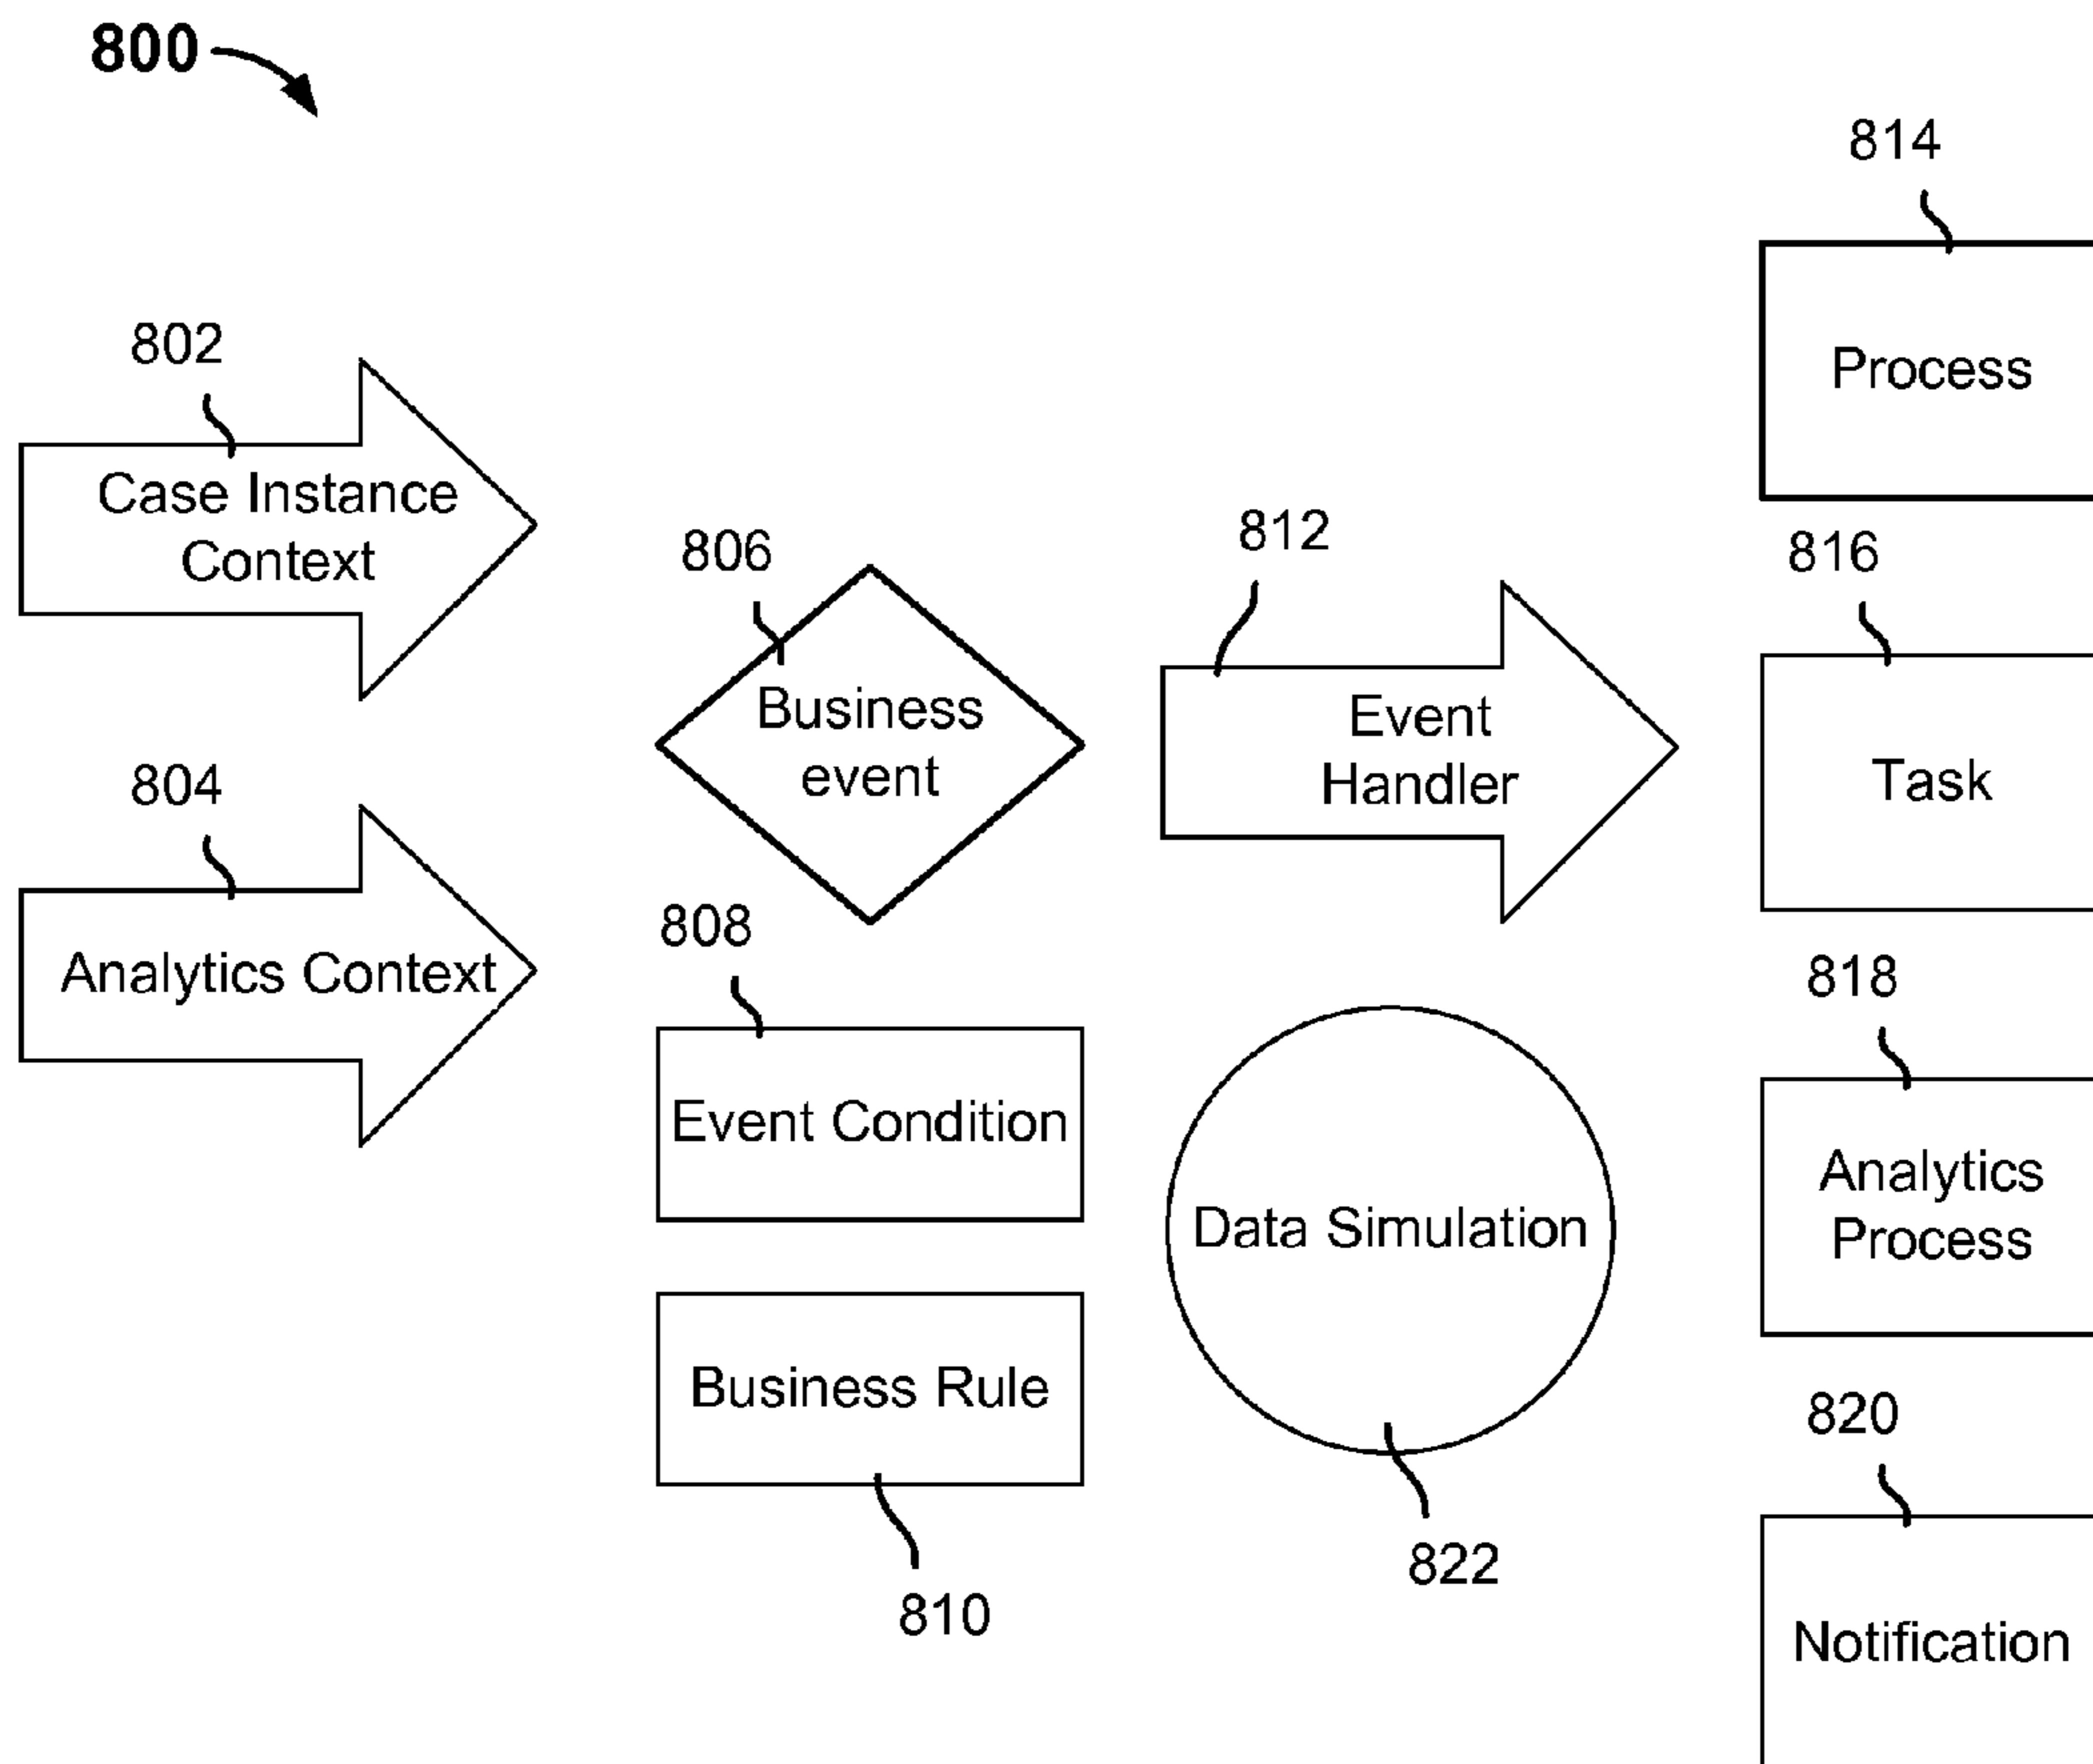 800
814
Process
802
Case Instance
Context
806
Business
event
812
Event
Handler
816
Task
804
Analytics Context
808
Event Condition
818
Analytics
Process
Data Simulation
Business Rule
820
Notification
822
810